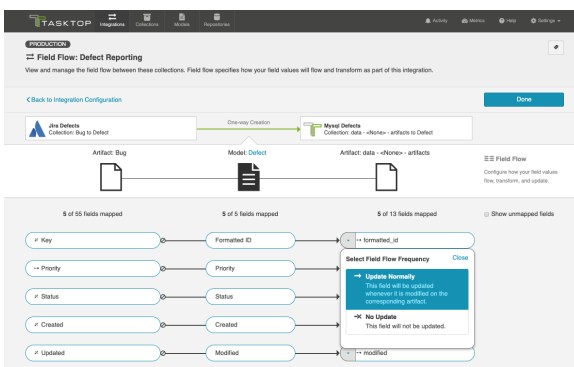 TASKTOP
Integrations
Collections
Models
Repositories
Activity
Metrics
Help
Settings
PRODUCTION
Field Flow: Defect Reporting
View and manage the field flow between these collections. Field flow specifies how your field values will flow and transform as part of this integration.
Back to Integration Configuration
Done
Jira Defects
Collection: Bug to Defect
One-way Creation
Mysql Defects
Collection: data - <None> - artifacts to Defect
Artifact: Bug
Model: Defect
Artifact: data - <None> - artifacts
Field Flow
Configure how your field values
flow, transform, and update.
5 of 55 fields mapped
5 of 5 fields mapped
5 of 13 fields mapped
Show unmapped fields
Key
Formatted ID
formatted_id
Select Field Flow Frequency
Close
Update Normally
This field will be updated
whenever it is modified on the
corresponding artifact.
No Update
This field will not be updated.
Priority
Priority
Status
Status
Created
Created
Updated
Modified
modified